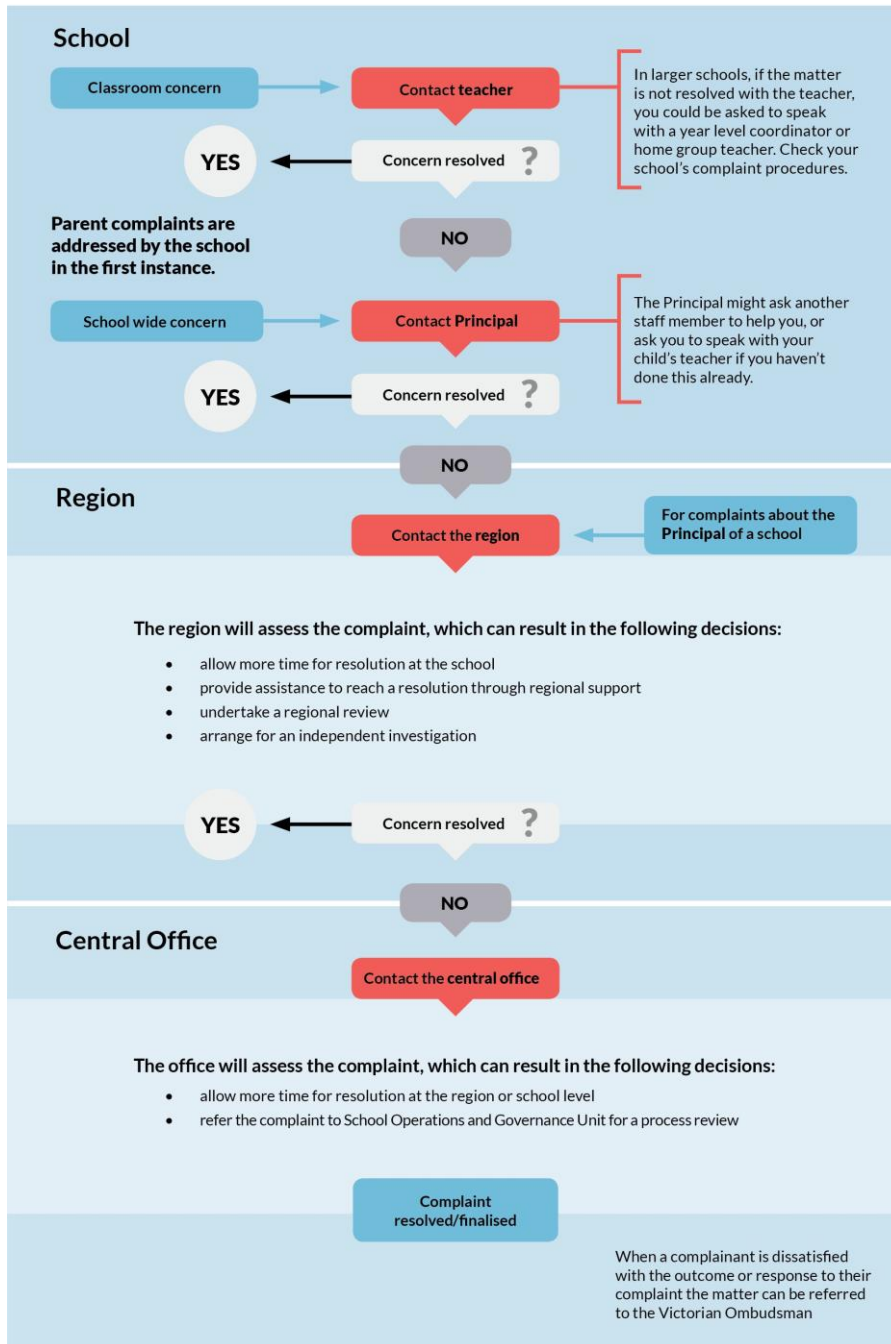 School
Classroom concern
Contact teacher
In larger schools, if the matter
is not resolved with the teacher,
you could be asked to speak
with a year level coordinator or
home group teacher. Check your
school’s complaint procedures.
YES
Concern resolved ?
Parent complaints are
addressed by the school
in the first instance.
NO
School wide concern
Contact Principal
The Principal might ask another
staff member to help you, or
ask you to speak with your
child’s teacher if you haven’t
done this already.
YES
Concern resolved ?
NO
Region
Contact the region
For complaints about the
Principal of a school
The region will assess the complaint, which can result in the following decisions:
• allow more time for resolution at the school
• provide assistance to reach a resolution through regional support
• undertake a regional review
• arrange for an independent investigation
YES
Concern resolved ?
NO
Central Office
Contact the central office
The office will assess the complaint, which can result in the following decisions:
• allow more time for resolution at the region or school level
• refer the complaint to School Operations and Governance Unit for a process review
Complaint
resolved/finalised
When a complainant is dissatisfied
with the outcome or response to their
complaint the matter can be referred
to the Victorian Ombudsman